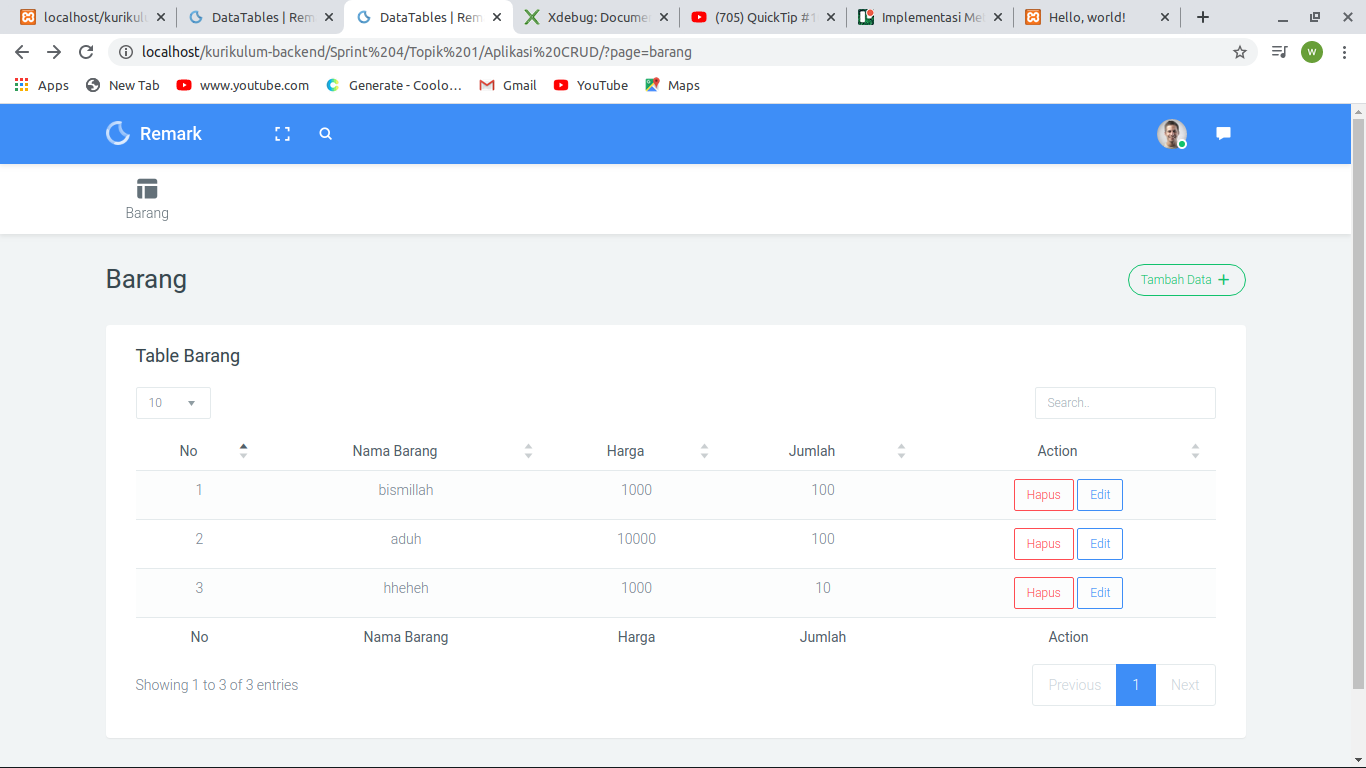 localhost/kurikulu
DataTables | Rem
DataTables | Rem
Xdebug: Documen
(705) QuickTip #1
Implementasi Met
Hello, world!
localhost/kurikulum-backend/Sprint%204/Topik%201/Aplikasi%20CRUD/?page=barang
W
Apps
New Tab
www.youtube.com
Generate - Coolo...
Gmail
YouTube
Maps
Remark
Barang
Barang
Tambah Data
Table Barang
10
Search..
No Nama Barang Harga Jumlah Action
1 bismillah 1000 100 Hapus Edit
2 aduh 10000 100 Hapus Edit
3 hheheh 1000 10 Hapus Edit
No Nama Barang Harga Jumlah Action
Showing 1 to 3 of 3 entries
Previous 1 Next